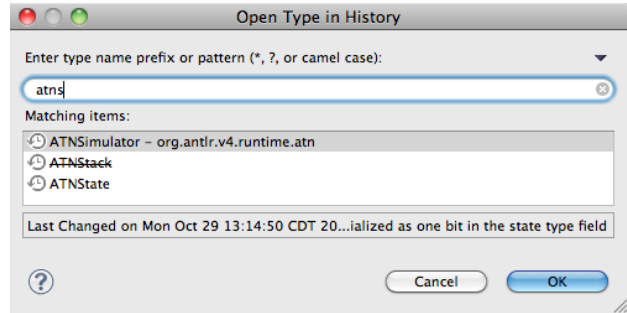 Open Type in History
Enter type name prefix or pattern (*, ?, or camel case):
atns
Matching items:
ATNSimulator – org.antlr.v4.runtime.atn
ATNStack
ATNState
Last Changed on Mon Oct 29 13:14:50 CDT 20...ialized as one bit in the state type field
?
Cancel
OK